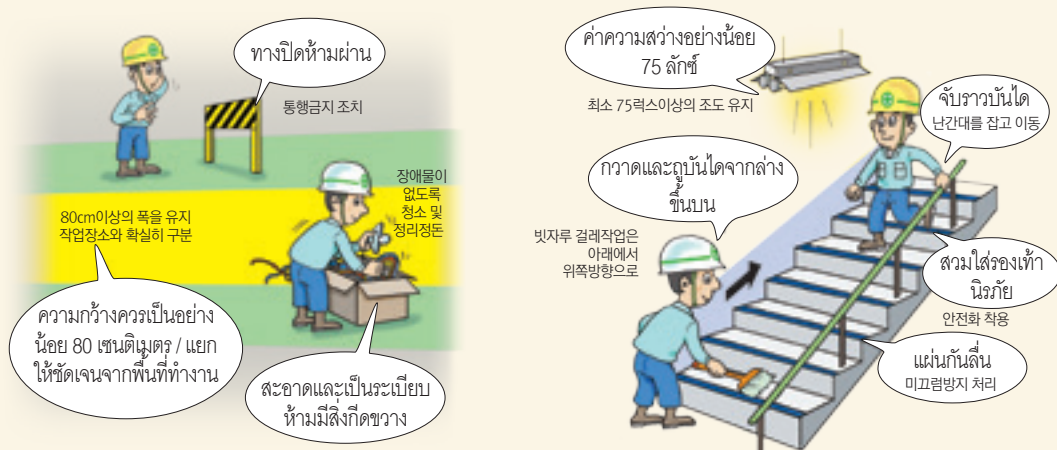 ทางปิดห้ามผ่าน
통행금지 조치
장애물이
없도록
청소 및
정리정돈
80cm이상의 폭을 유지
작업장소와 확실히 구분
ความกว้างควรเป็นอย่าง
น้อย 80 เซนติเมตร / แยก
ให้ชัดเจนจากพื้นที่ทำงาน
สะอาดและเป็นระเบียบ
ห้ามมีสิ่งกีดขวาง
ค่าความสว่างอย่างน้อย
75 ลักซ์
최소 75럭스이상의 조도 유지
จับราวบันได
난간대를 잡고 이동
กวาดและถูบันไดจากล่าง
ขึ้นบน
빗자루 걸레작업은
아래에서
위쪽방향으로
สวมใส่รองเท้า
นิรภัย
안전화 착용
แผ่นกันลื่น
미끄럼방지 처리